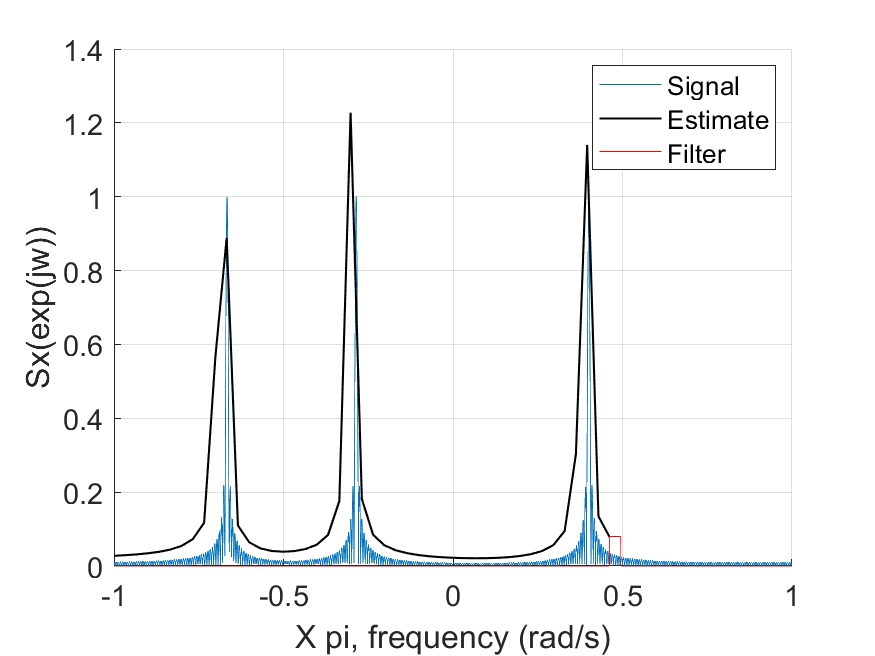 1.4
1.2
1
0.8
0.6
0.4
0.2
0
-1
-0.5
0
0.5
1
Sx(exp(jw))
X pi, frequency (rad/s)
Signal
Estimate
Filter